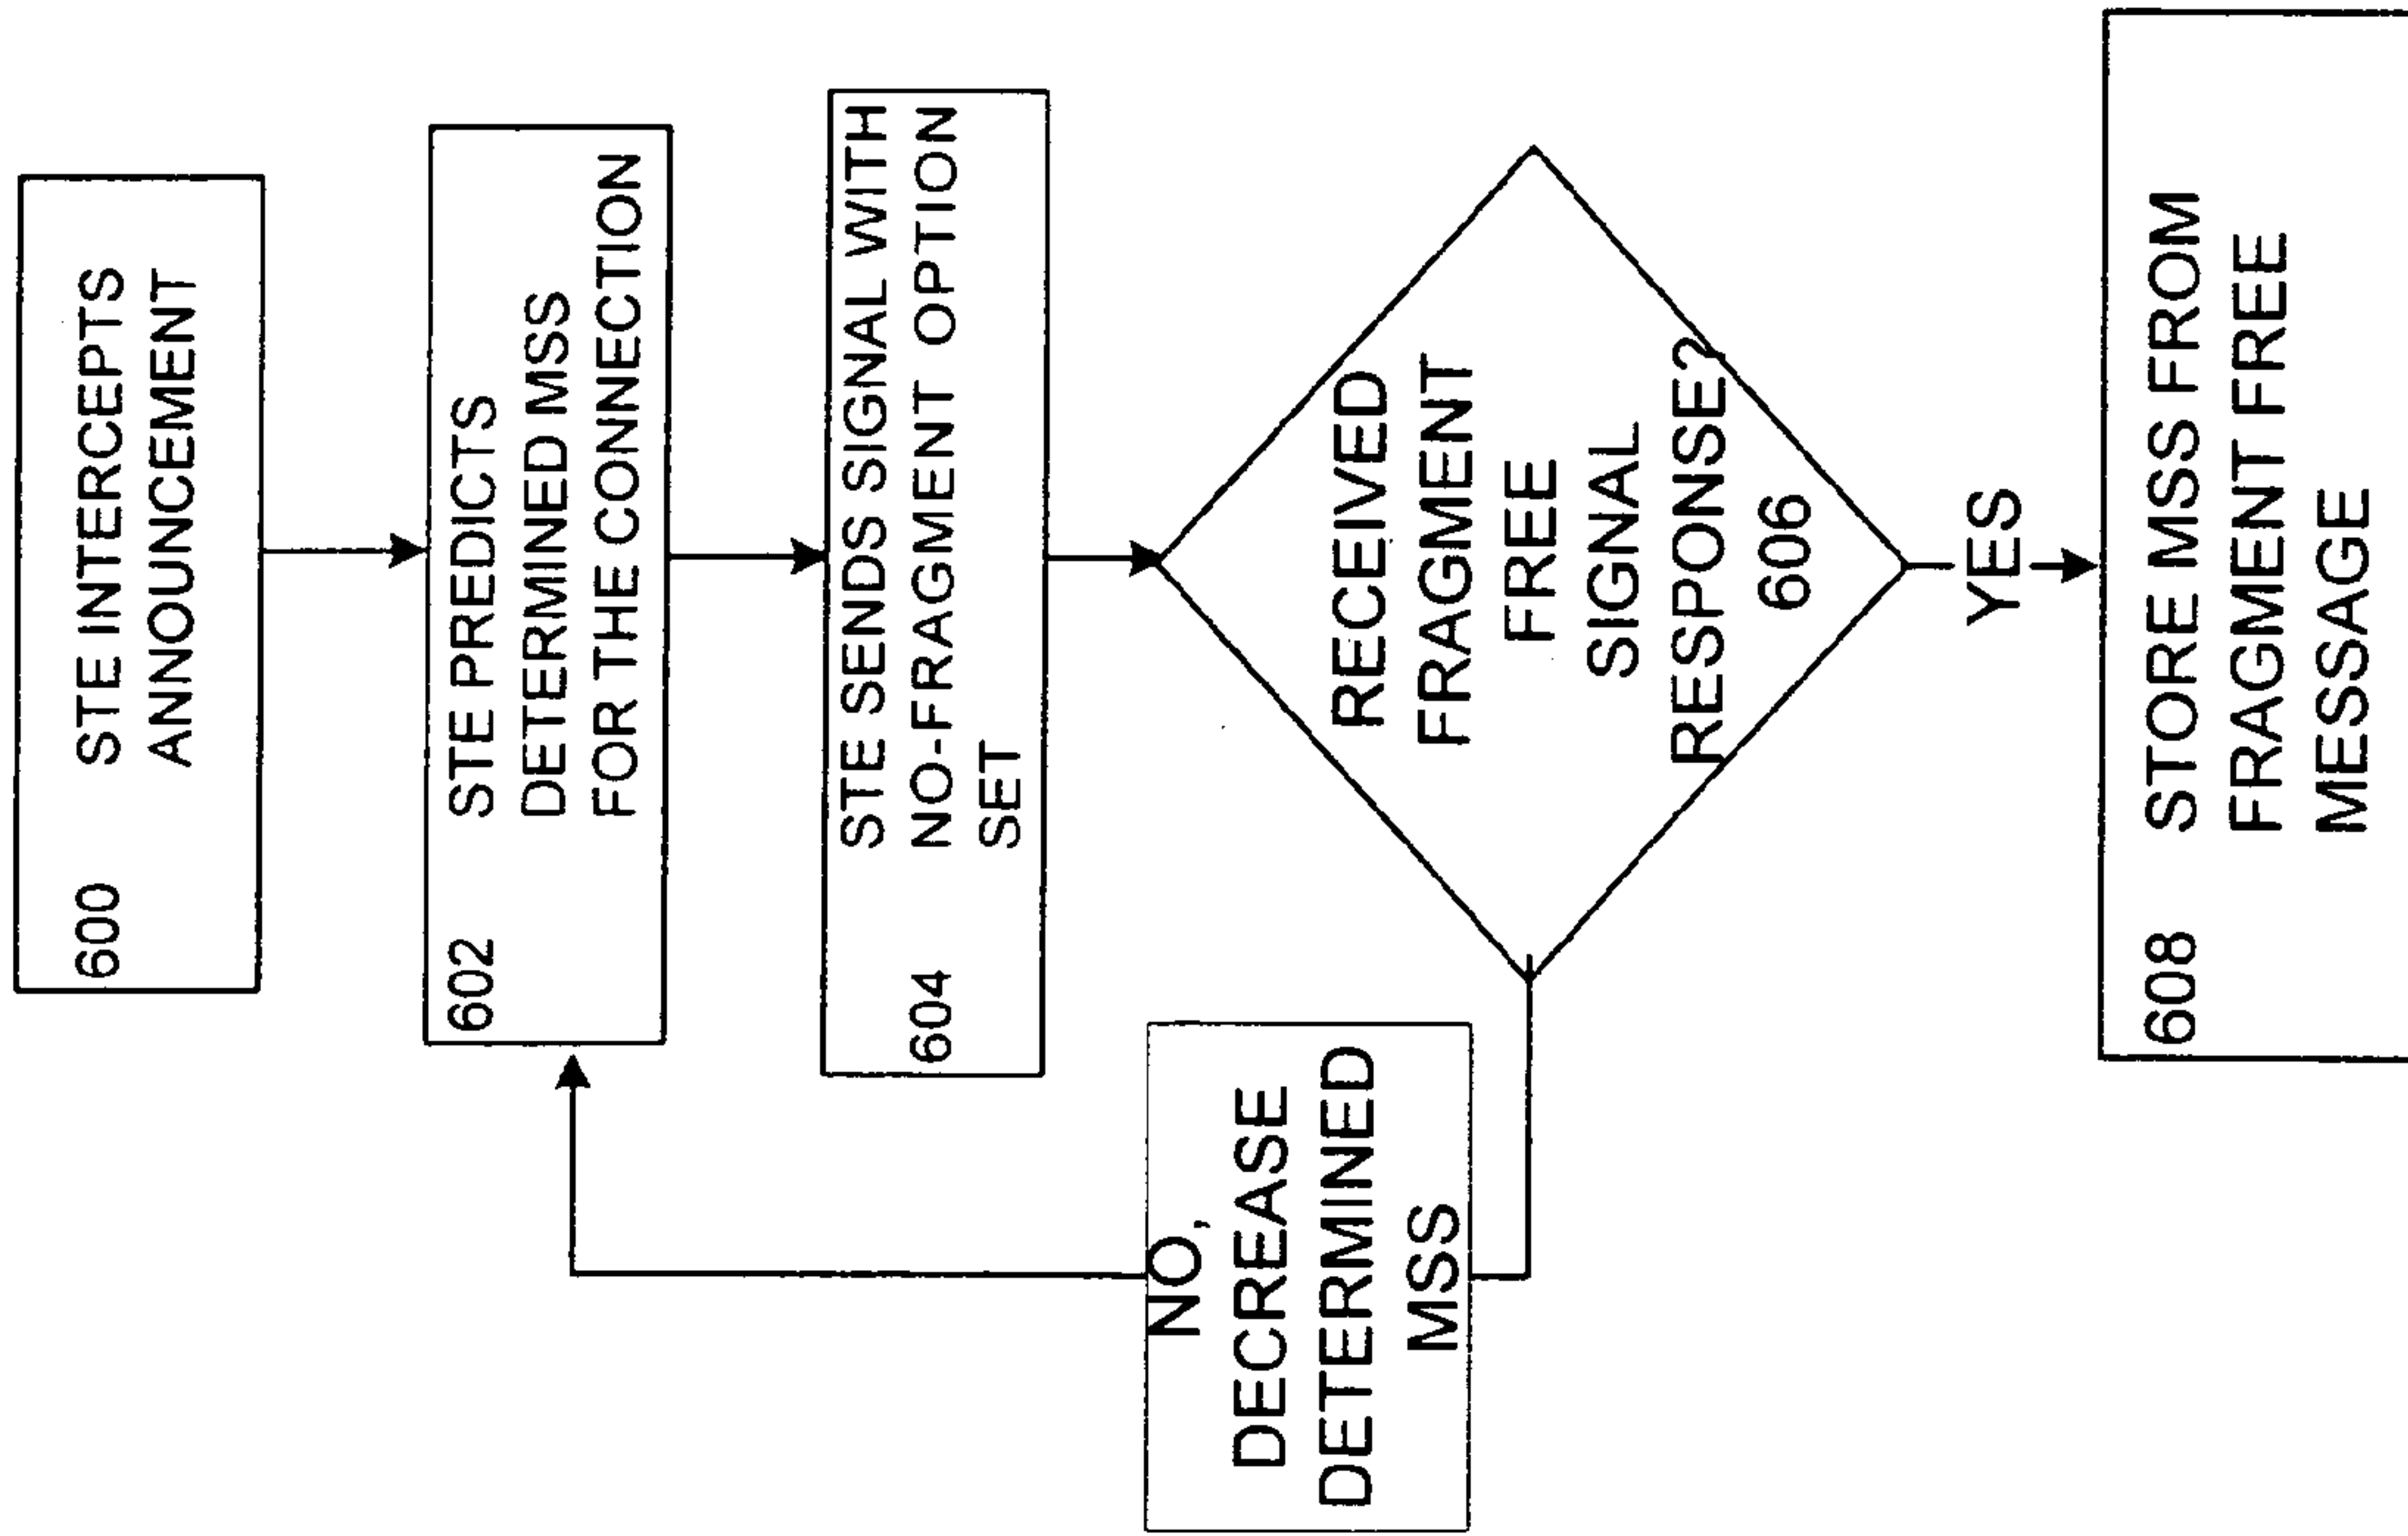 600 STE INTERCEPTS
ANNOUNCEMENT
602 STE PREDICTS
DETERMINED MSS
FOR THE CONNECTION
STE SENDS SIGNAL WITH
604 NO-FRAGMENT OPTION
SET
RECEIVED
FRAGMENT
FREE
SIGNAL
RESPONSE?
606
NO,
DECREASE
DETERMINED
MSS
YES
608 STORE MSS FROM
FRAGMENT FREE
MESSAGE